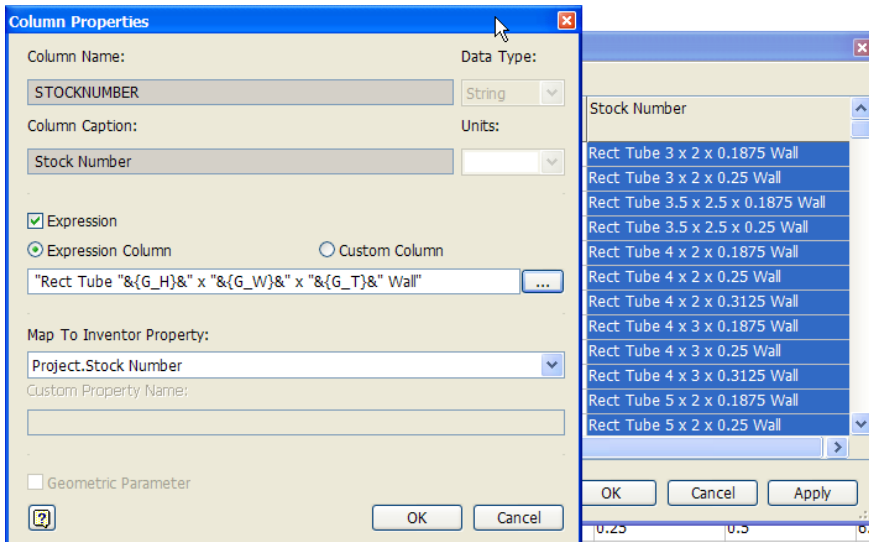 Column Properties
Column Name:
Data Type:
STOCKNUMBER
String
Column Caption:
Units:
Stock Number
Expression
Expression Column
Custom Column
"Rect Tube "&{G_H}&" x "&{G_W}&" x "&{G_T}&" Wall"
...
Map To Inventor Property:
Project.Stock Number
Custom Property Name:
Geometric Parameter
OK
Cancel
Stock Number
Rect Tube 3 x 2 x 0.1875 Wall
Rect Tube 3 x 2 x 0.25 Wall
Rect Tube 3.5 x 2.5 x 0.1875 Wall
Rect Tube 3.5 x 2.5 x 0.25 Wall
Rect Tube 4 x 2 x 0.1875 Wall
Rect Tube 4 x 2 x 0.25 Wall
Rect Tube 4 x 2 x 0.3125 Wall
Rect Tube 4 x 3 x 0.1875 Wall
Rect Tube 4 x 3 x 0.25 Wall
Rect Tube 4 x 3 x 0.3125 Wall
Rect Tube 5 x 2 x 0.1875 Wall
Rect Tube 5 x 2 x 0.25 Wall
OK
Cancel
Apply
0.25
0.5